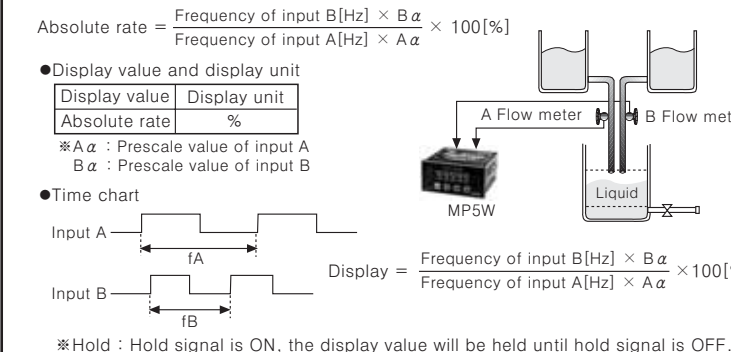 Absolute rate = Frequency of input B[Hz] × Bα / Frequency of input A[Hz] × Aα × 100[%]
●Display value and display unit
Display value Display unit
Absolute rate %
※Aα : Prescale value of input A
Bα : Prescale value of input B
A Flow meter B Flow met
MP5W
Liquid
●Time chart
Input A
fA
Input B
fB
Display = Frequency of input B[Hz] × Bα / Frequency of input A[Hz] × Aα ×100[
※Hold : Hold signal is ON, the display value will be held until hold signal is OFF.